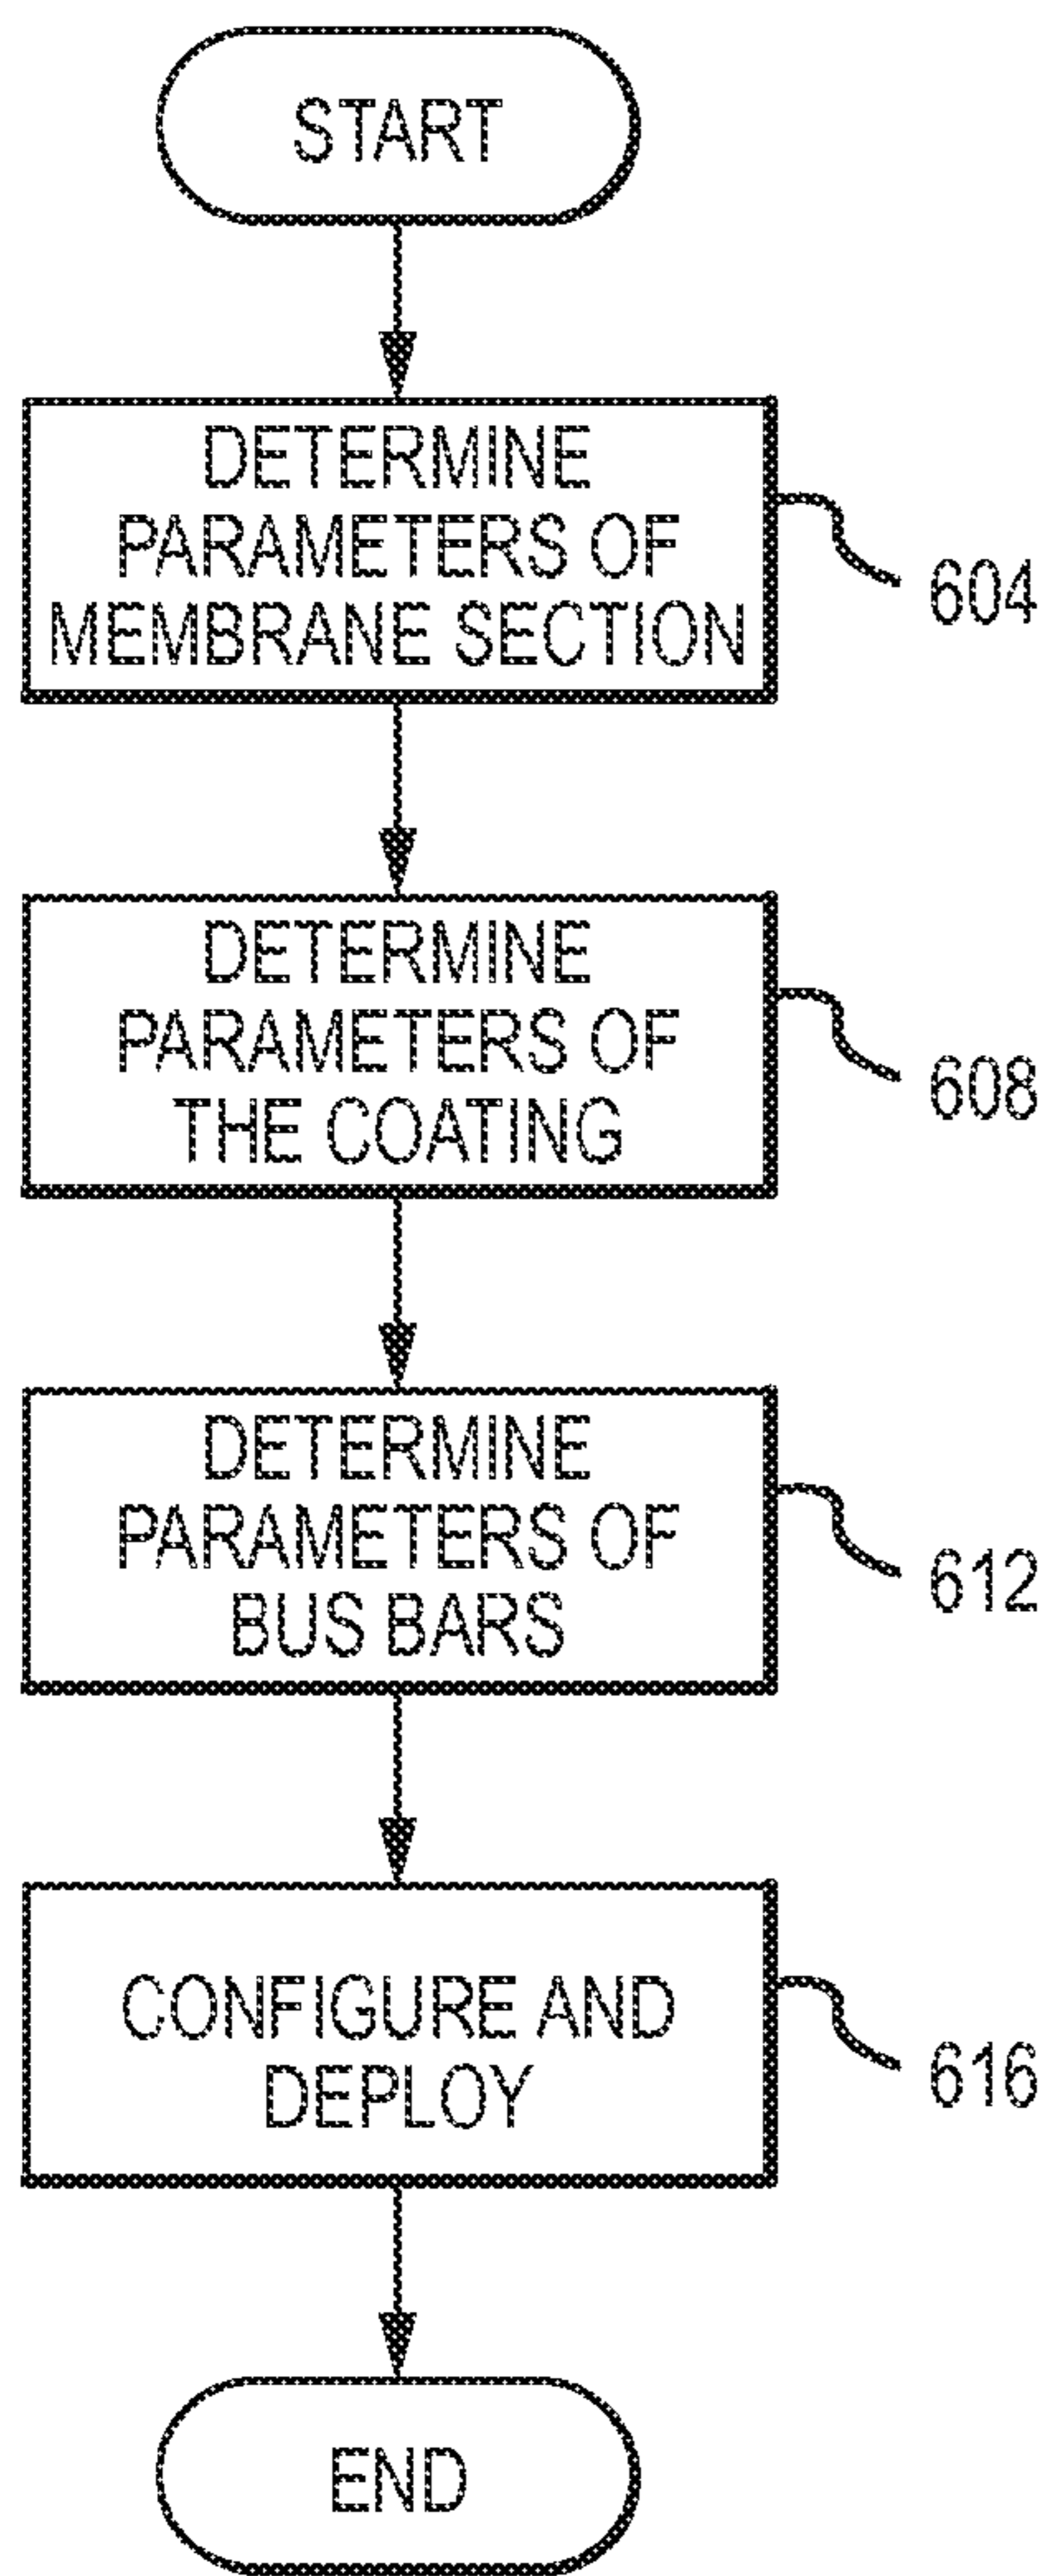 START
DETERMINE
PARAMETERS OF
MEMBRANE SECTION
604
DETERMINE
PARAMETERS OF
THE COATING
608
DETERMINE
PARAMETERS OF
BUS BARS
612
CONFIGURE AND
DEPLOY
616
END